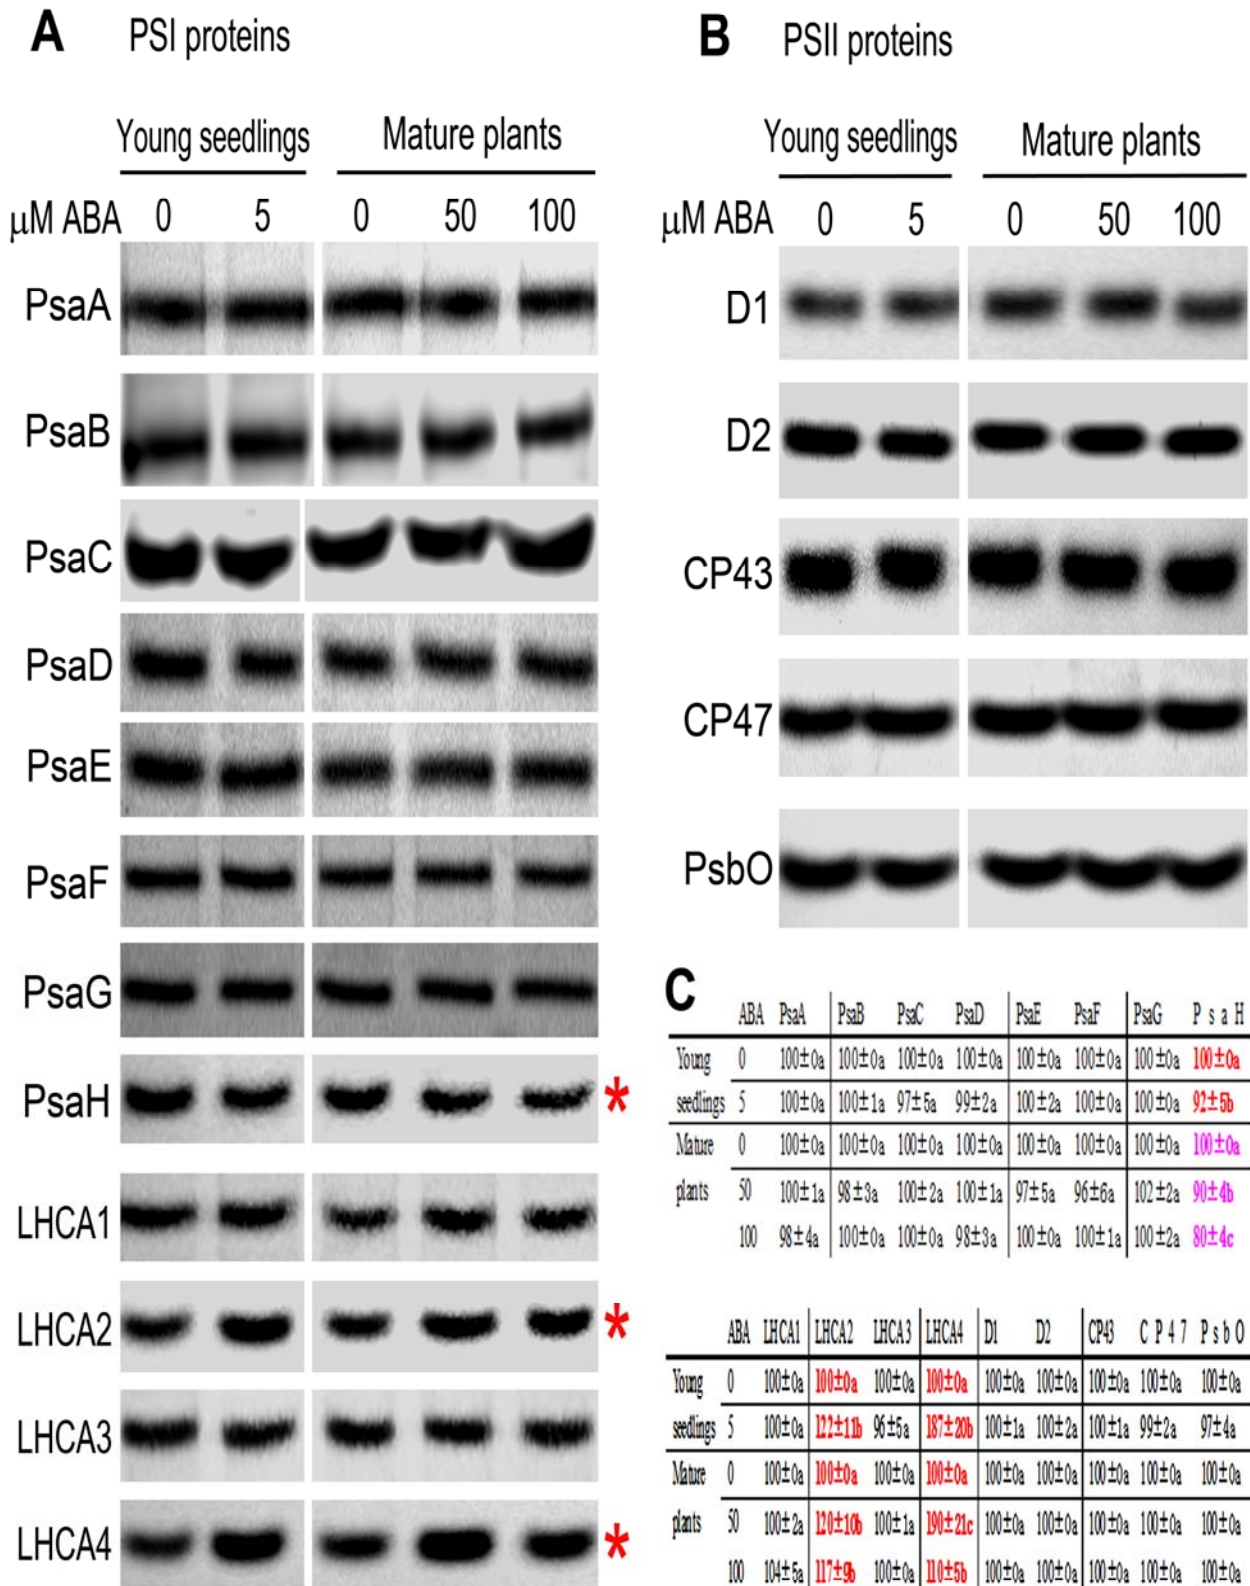 A PSI proteins
Young seedlings Mature plants
μM ABA 0 5 0 50 100
PsaA
PsaB
PsaC
PsaD
PsaE
PsaF
PsaG
PsaH *
LHCA1
LHCA2 *
LHCA3
LHCA4 *
B PSII proteins
Young seedlings Mature plants
μM ABA 0 5 0 50 100
D1
D2
CP43
CP47
PsbO
C
ABA PsaA PsaB PsaC PsaD PsaE PsaF PsaG PsaH
Young 0 100±0a 100±0a 100±0a 100±0a 100±0a 100±0a 100±0a 100±0a
seedlings 5 100±0a 100±1a 97±5a 99±2a 100±2a 100±0a 100±0a 92±5b
Mature 0 100±0a 100±0a 100±0a 100±0a 100±0a 100±0a 100±0a 100±0a
plants 50 100±1a 98±3a 100±2a 100±1a 97±5a 96±6a 102±2a 90±4b
100 98±4a 100±0a 100±0a 98±3a 100±0a 100±1a 100±2a 80±4c
ABA LHCA1 LHCA2 LHCA3 LHCA4 D1 D2 CP43 CP47 PsbO
Young 0 100±0a 100±0a 100±0a 100±0a 100±0a 100±0a 100±0a 100±0a 100±0a
seedlings 5 100±0a 122±11b 96±5a 187±20b 100±1a 100±2a 100±1a 99±2a 97±4a
Mature 0 100±0a 100±0a 100±0a 100±0a 100±0a 100±0a 100±0a 100±0a 100±0a
plants 50 100±2a 120±10b 100±1a 190±21c 100±0a 100±0a 100±0a 100±0a 100±0a
100 104±5a 117±9b 100±0a 110±5b 100±0a 100±0a 100±0a 100±0a 100±0a